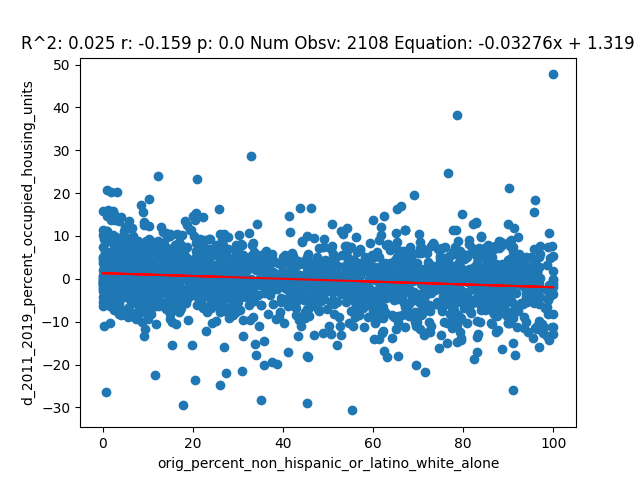 R^2: 0.025 r: -0.159 p: 0.0 Num Obsv: 2108 Equation: -0.03276x + 1.319
50
40
30
20
10
0
−10
−20
−30
d_2011_2019_percent_occupied_housing_units
0 20 40 60 80 100
orig_percent_non_hispanic_or_latino_white_alone